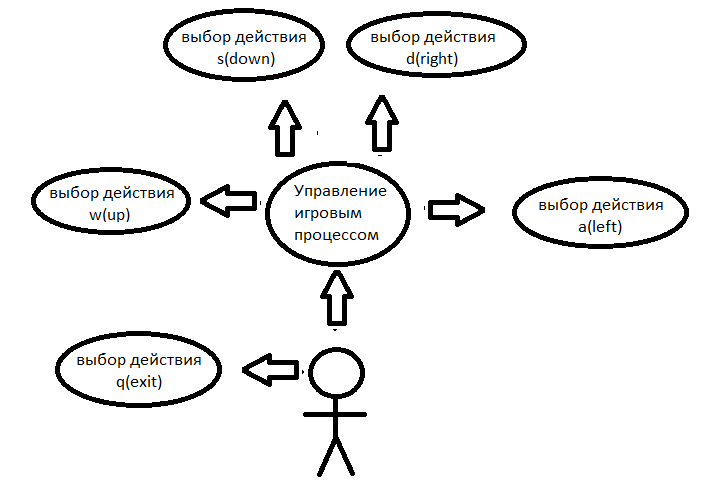 выбор действия
s(down)
выбор действия
d(right)
выбор действия
w(up)
Управление
игровым
процессом
выбор действия
a(left)
выбор действия
q(exit)